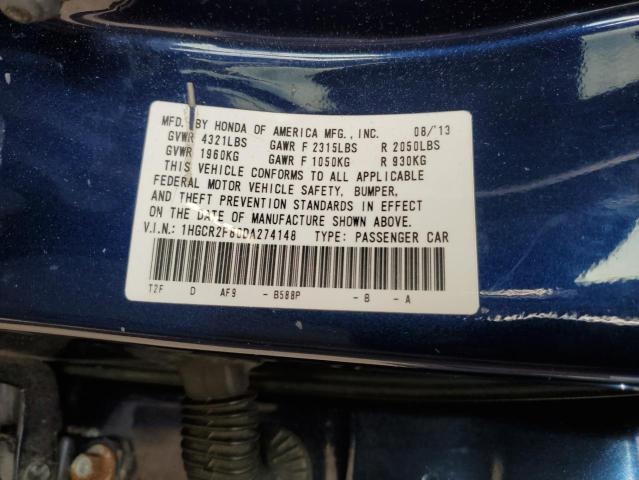 MFD. BY HONDA OF AMERICA MFG., INC. 08/'13
GVWR 4321LBS GAWR F 2315LBS R 2050LBS
GVWR 1960KG GAWR F 1050KG R 930KG
THIS VEHICLE CONFORMS TO ALL APPLICABLE
FEDERAL MOTOR VEHICLE SAFETY, BUMPER,
AND THEFT PREVENTION STANDARDS IN EFFECT
ON THE DATE OF MANUFACTURE SHOWN ABOVE.
V.I.N.: 1HGCR2F80DA274148 TYPE: PASSENGER CAR
T2F D AF9 - B588P - B - A